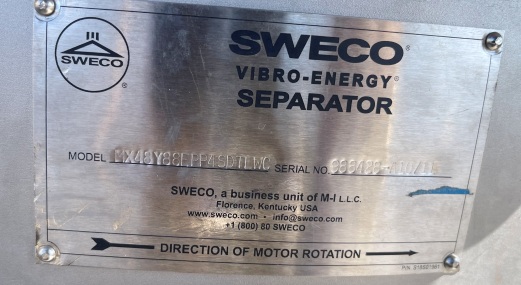 SWECO
®
SWECO®
VIBRO-ENERGY®
SEPARATOR
MODEL
SERIAL NO.
SWECO, a business unit of M-I L.L.C.
Florence, Kentucky USA
www.sweco.com • info@sweco.com
+1 (800) 80 SWECO
DIRECTION OF MOTOR ROTATION
P/N